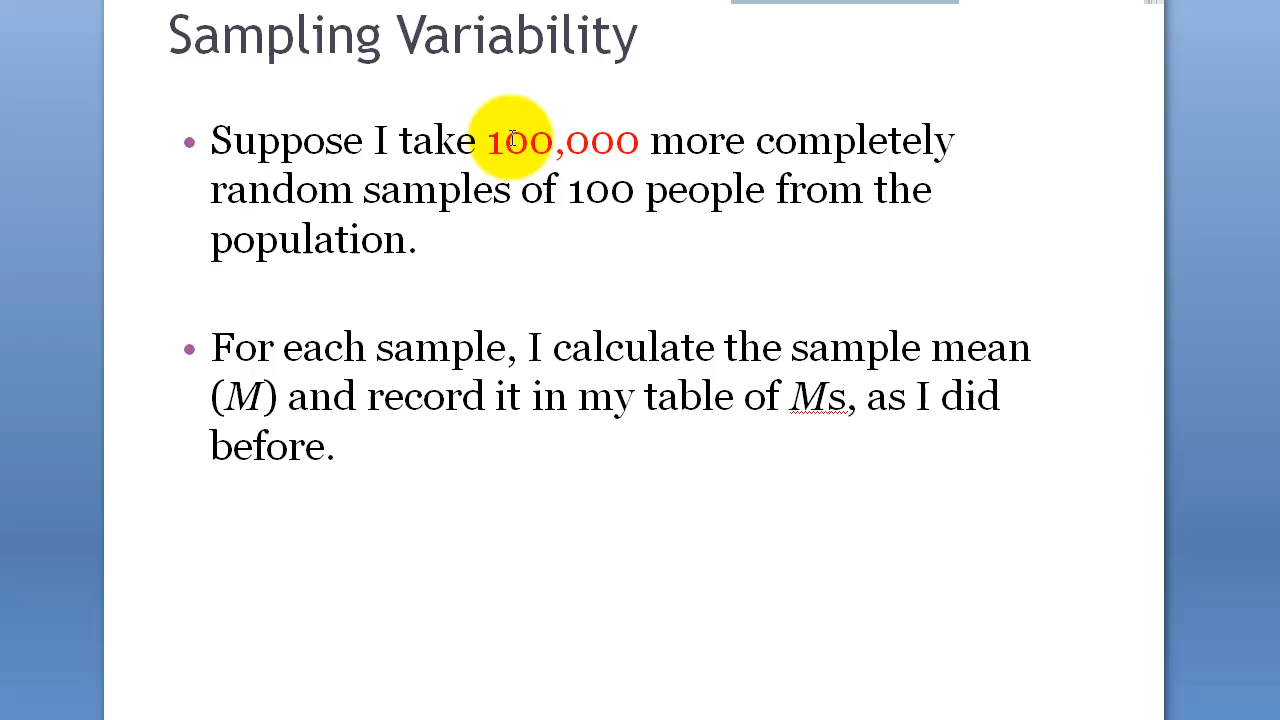 Sampling Variability
• Suppose I take 100,000 more completely
random samples of 100 people from the
population.
• For each sample, I calculate the sample mean
(M) and record it in my table of Ms, as I did
before.